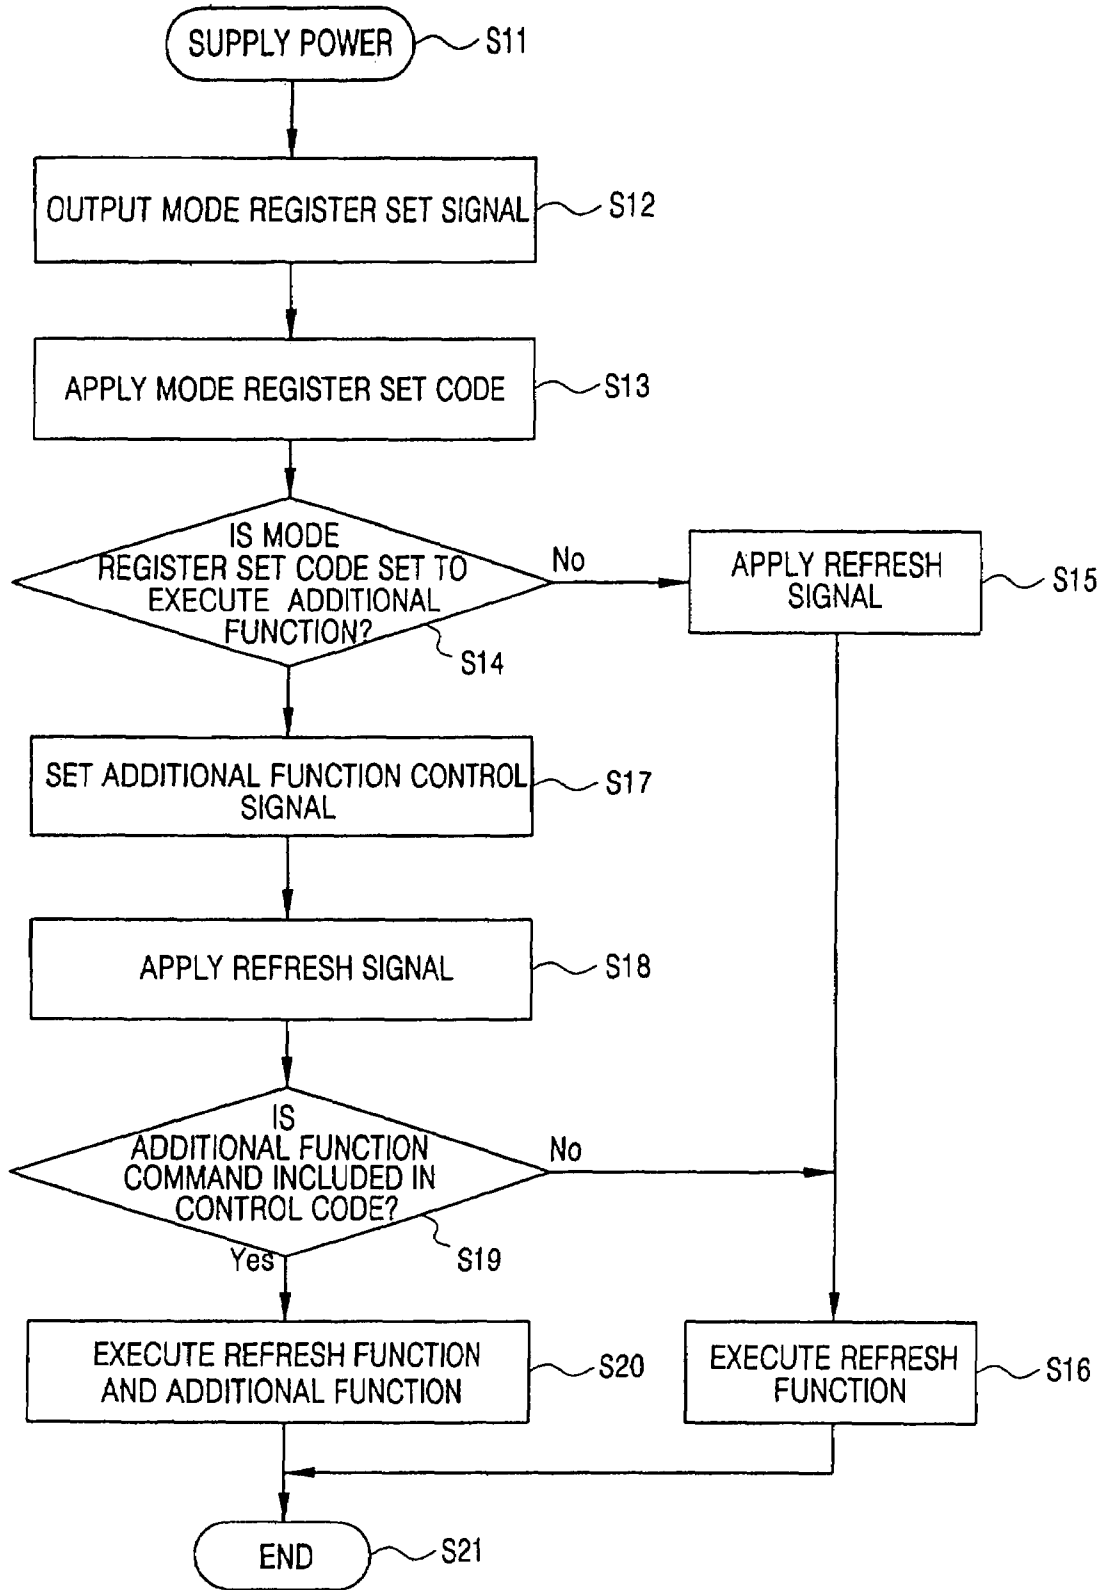 SUPPLY POWER
S11
OUTPUT MODE REGISTER SET SIGNAL
S12
APPLY MODE REGISTER SET CODE
S13
IS MODE
REGISTER SET CODE SET TO
EXECUTE ADDITIONAL
FUNCTION?
S14
No
APPLY REFRESH
SIGNAL
S15
SET ADDITIONAL FUNCTION CONTROL
SIGNAL
S17
APPLY REFRESH SIGNAL
S18
IS
ADDITIONAL FUNCTION
COMMAND INCLUDED IN
CONTROL CODE?
S19
No
Yes
EXECUTE REFRESH FUNCTION
AND ADDITIONAL FUNCTION
S20
EXECUTE REFRESH
FUNCTION
S16
END
S21